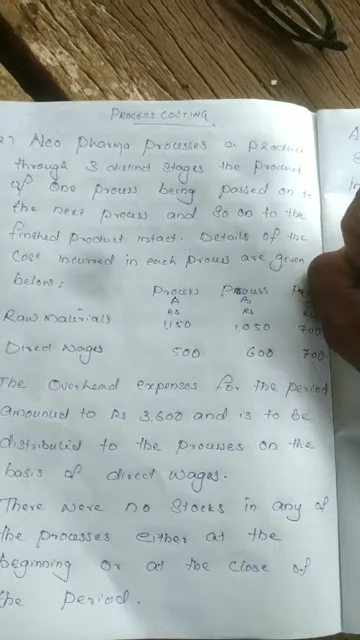 PROCESS COSTING
Q) Neo Pharma processes a product
through 3 distinct stages the product
of one process being passed on to
the next process and so on to the
finished product intact. Details of the
cost incurred in each process are given
below:
Process Process
A A
Rs Rs
Raw materials 1,150 1,050 700
Direct wages 500 600 700
The overhead expenses for the period
amounted to Rs 3,600 and is to be
distributed to the processes on the
basis of direct wages.
There were no stocks in any of
the processes either at the
beginning or at the close of
the period.